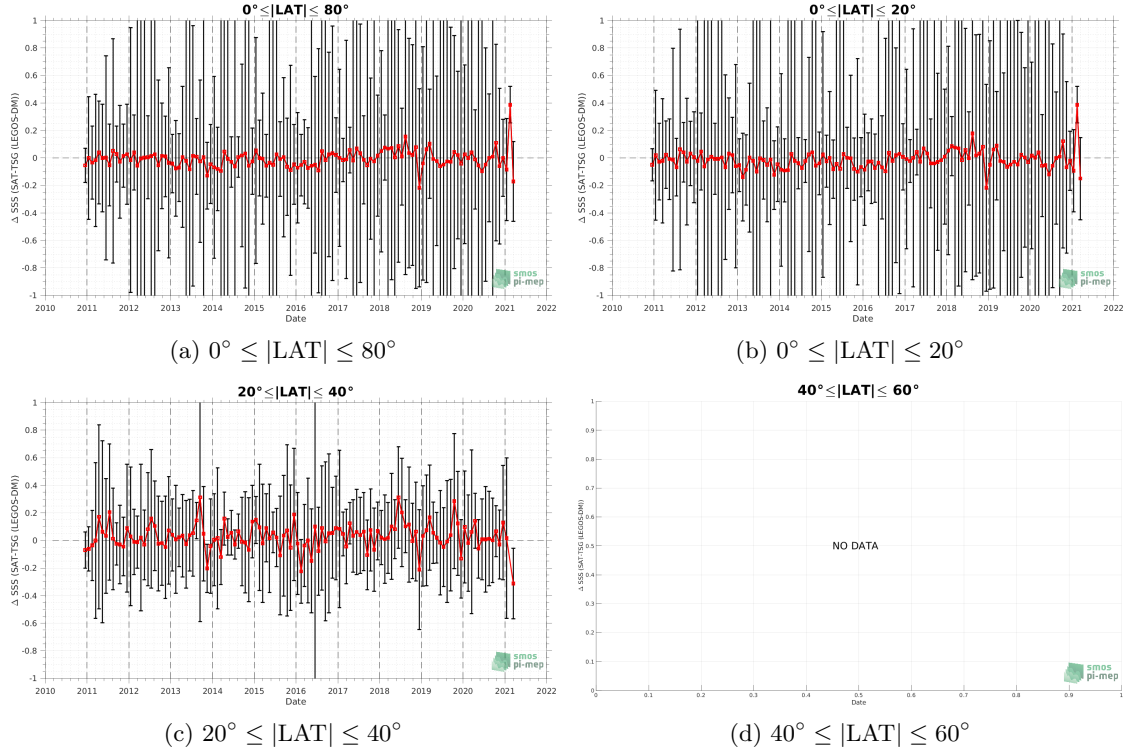 0°≤|LAT|≤ 80°
Δ SSS (SAT-TSG (LEGOS-DM))
1
0.8
0.6
0.4
0.2
0
-0.2
-0.4
-0.6
-0.8
-1
2010 2011 2012 2013 2014 2015 2016 2017 2018 2019 2020 2021 2022
Date
smos
pi-mep
(a) 0° ≤ |LAT| ≤ 80°
0°≤|LAT|≤ 20°
Δ SSS (SAT-TSG (LEGOS-DM))
1
0.8
0.6
0.4
0.2
0
-0.2
-0.4
-0.6
-0.8
-1
2010 2011 2012 2013 2014 2015 2016 2017 2018 2019 2020 2021 2022
Date
smos
pi-mep
(b) 0° ≤ |LAT| ≤ 20°
20°≤|LAT|≤ 40°
Δ SSS (SAT-TSG (LEGOS-DM))
1
0.8
0.6
0.4
0.2
0
-0.2
-0.4
-0.6
-0.8
-1
2010 2011 2012 2013 2014 2015 2016 2017 2018 2019 2020 2021 2022
Date
smos
pi-mep
(c) 20° ≤ |LAT| ≤ 40°
40°≤|LAT|≤ 60°
Δ SSS (SAT-TSG (LEGOS-DM))
1
0.9
0.8
0.7
0.6
0.5
0.4
0.3
0.2
0.1
0
NO DATA
0 0.1 0.2 0.3 0.4 0.5 0.6 0.7 0.8 0.9 1
Date
smos
pi-mep
(d) 40° ≤ |LAT| ≤ 60°